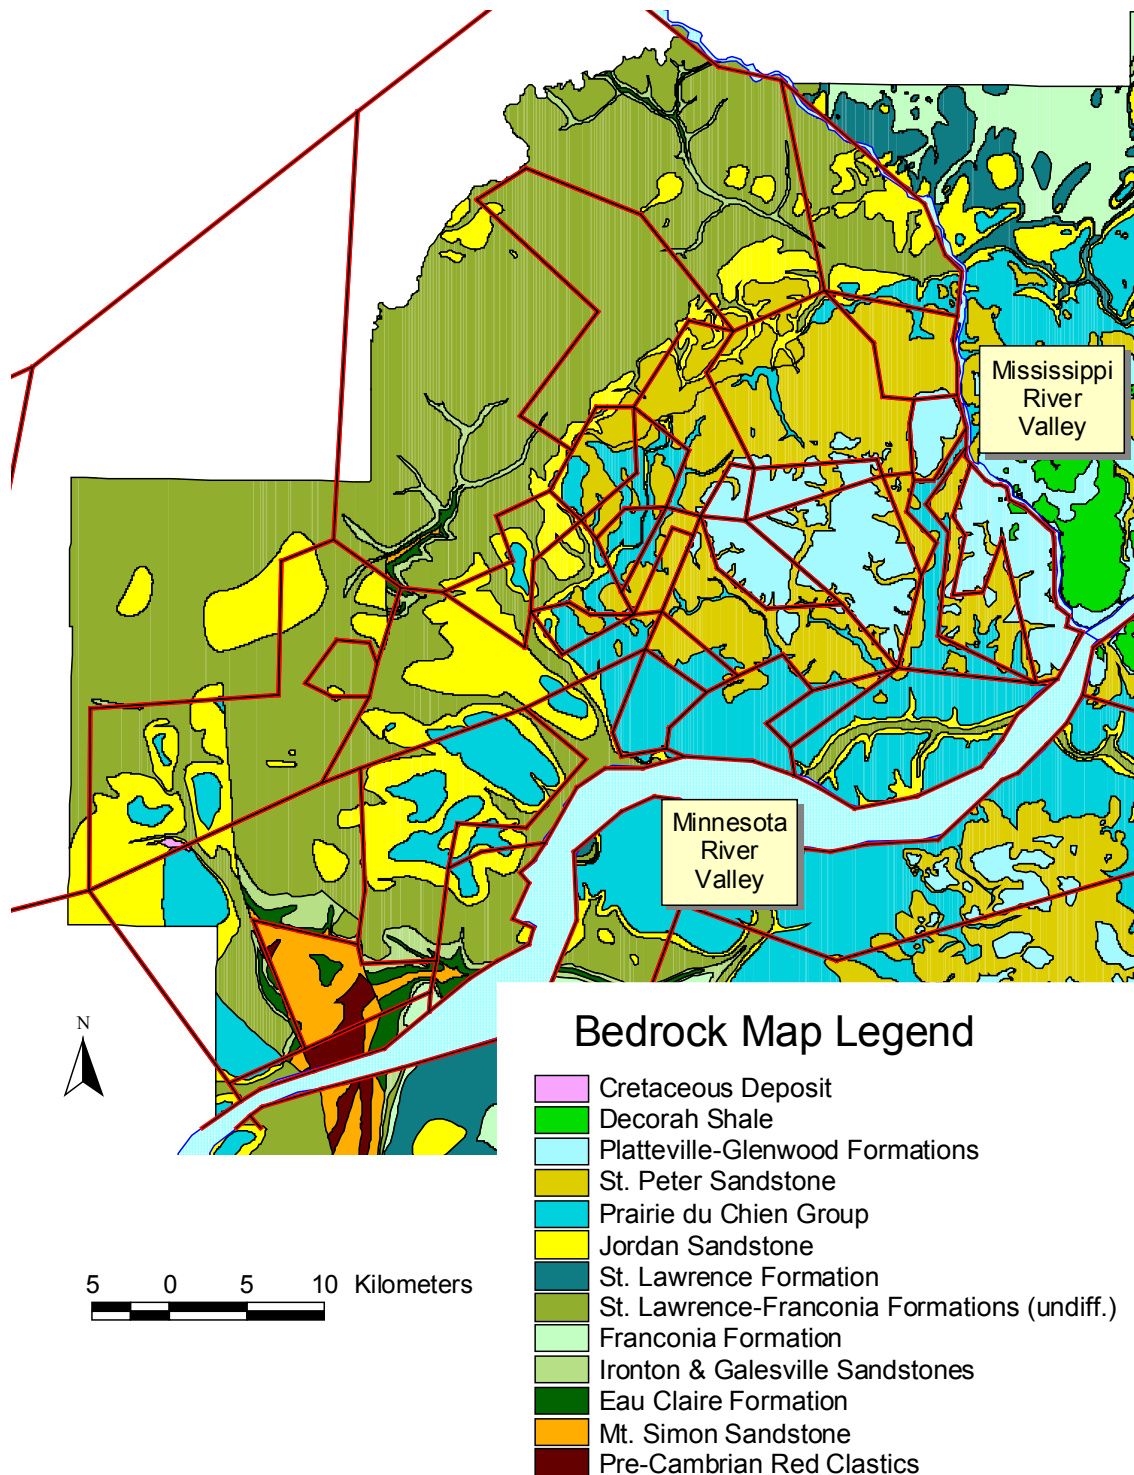 Mississippi
River
Valley
Minnesota
River
Valley
N
Bedrock Map Legend
Cretaceous Deposit
Decorah Shale
Platteville-Glenwood Formations
St. Peter Sandstone
Prairie du Chien Group
Jordan Sandstone
St. Lawrence Formation
St. Lawrence-Franconia Formations (undiff.)
Franconia Formation
Ironton & Galesville Sandstones
Eau Claire Formation
Mt. Simon Sandstone
Pre-Cambrian Red Clastics
5 0 5 10 Kilometers